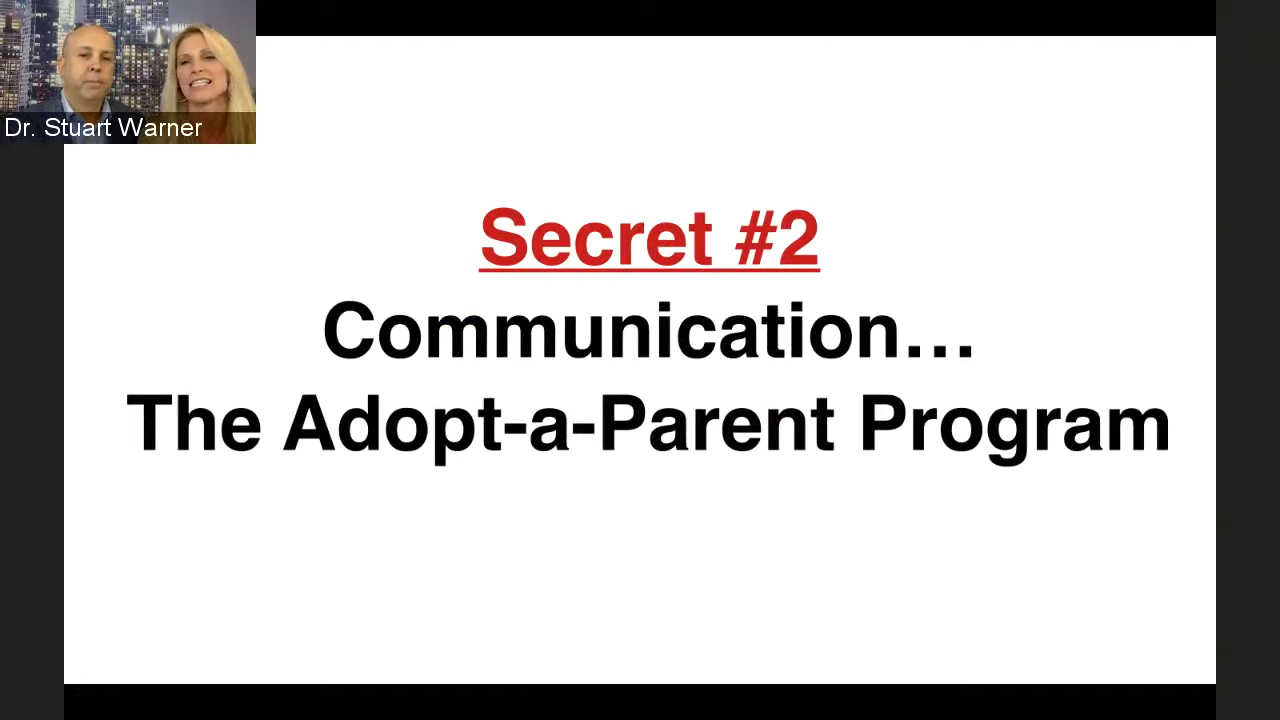 Dr. Stuart Warner
Secret #2
Communication…
The Adopt-a-Parent Program